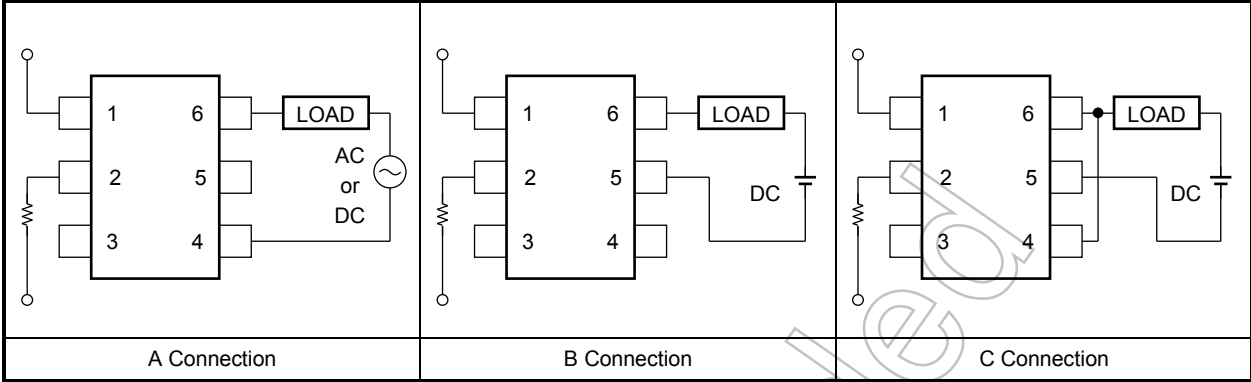 1 6 LOAD
2 5 AC or DC
3 4
A Connection
1 6 LOAD
2 5 DC
3 4
B Connection
1 6 LOAD
2 5 DC
3 4
C Connection